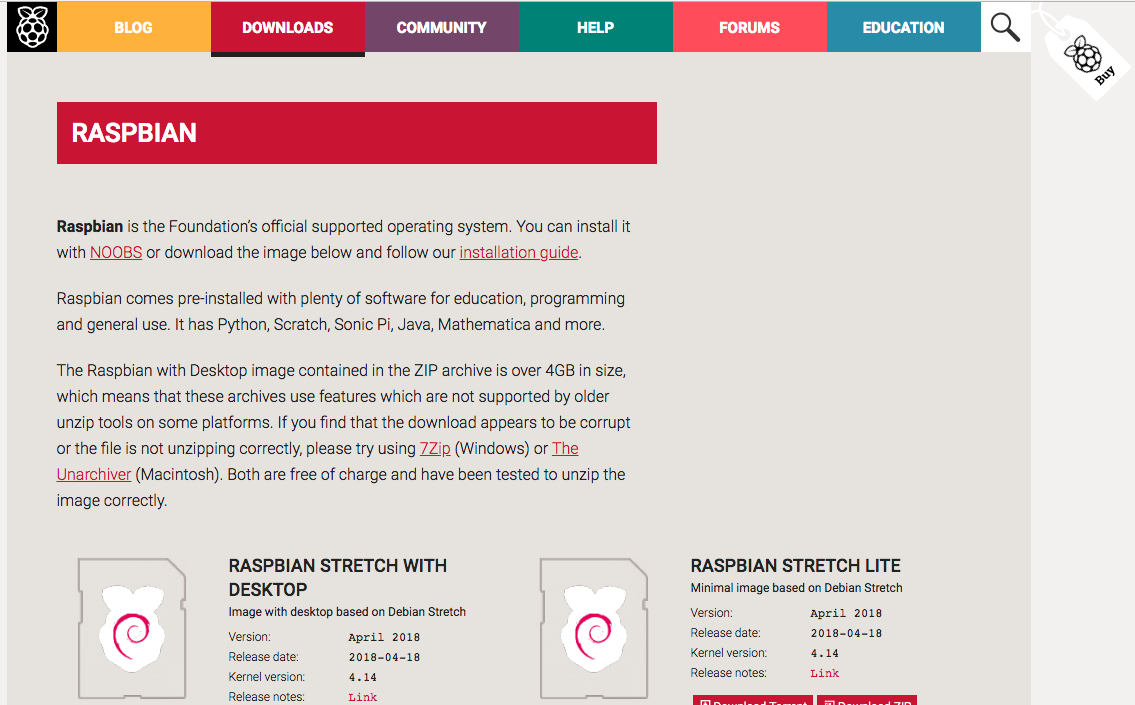 BLOG
DOWNLOADS
COMMUNITY
HELP
FORUMS
EDUCATION
Buy
RASPBIAN
Raspbian is the Foundation’s official supported operating system. You can install it
with NOOBS or download the image below and follow our installation guide.
Raspbian comes pre-installed with plenty of software for education, programming
and general use. It has Python, Scratch, Sonic Pi, Java, Mathematica and more.
The Raspbian with Desktop image contained in the ZIP archive is over 4GB in size,
which means that these archives use features which are not supported by older
unzip tools on some platforms. If you find that the download appears to be corrupt
or the file is not unzipping correctly, please try using 7Zip (Windows) or The
Unarchiver (Macintosh). Both are free of charge and have been tested to unzip the
image correctly.
RASPBIAN STRETCH WITH
DESKTOP
Image with desktop based on Debian Stretch
Version: April 2018
Release date: 2018-04-18
Kernel version: 4.14
Release notes: Link
RASPBIAN STRETCH LITE
Minimal image based on Debian Stretch
Version: April 2018
Release date: 2018-04-18
Kernel version: 4.14
Release notes: Link
Download Torrent
Download ZIP